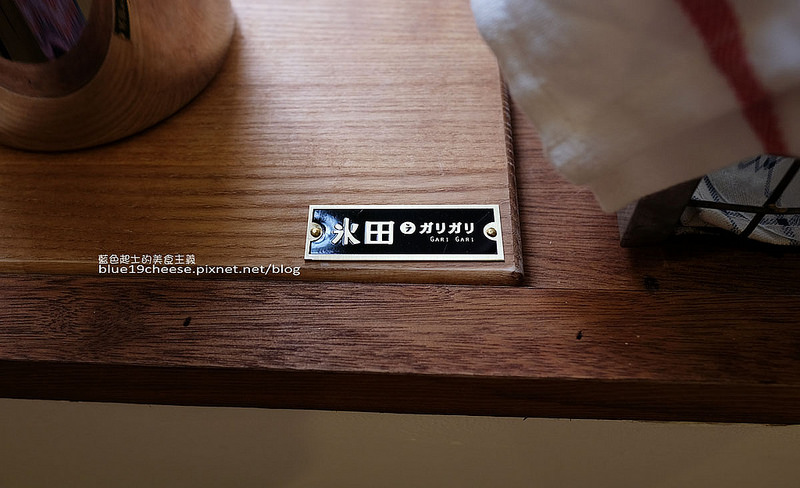 氷田 ? ガリガリ
GARI GARI
藍色起士的美食主義
blue19cheese.pixnet.net/blog